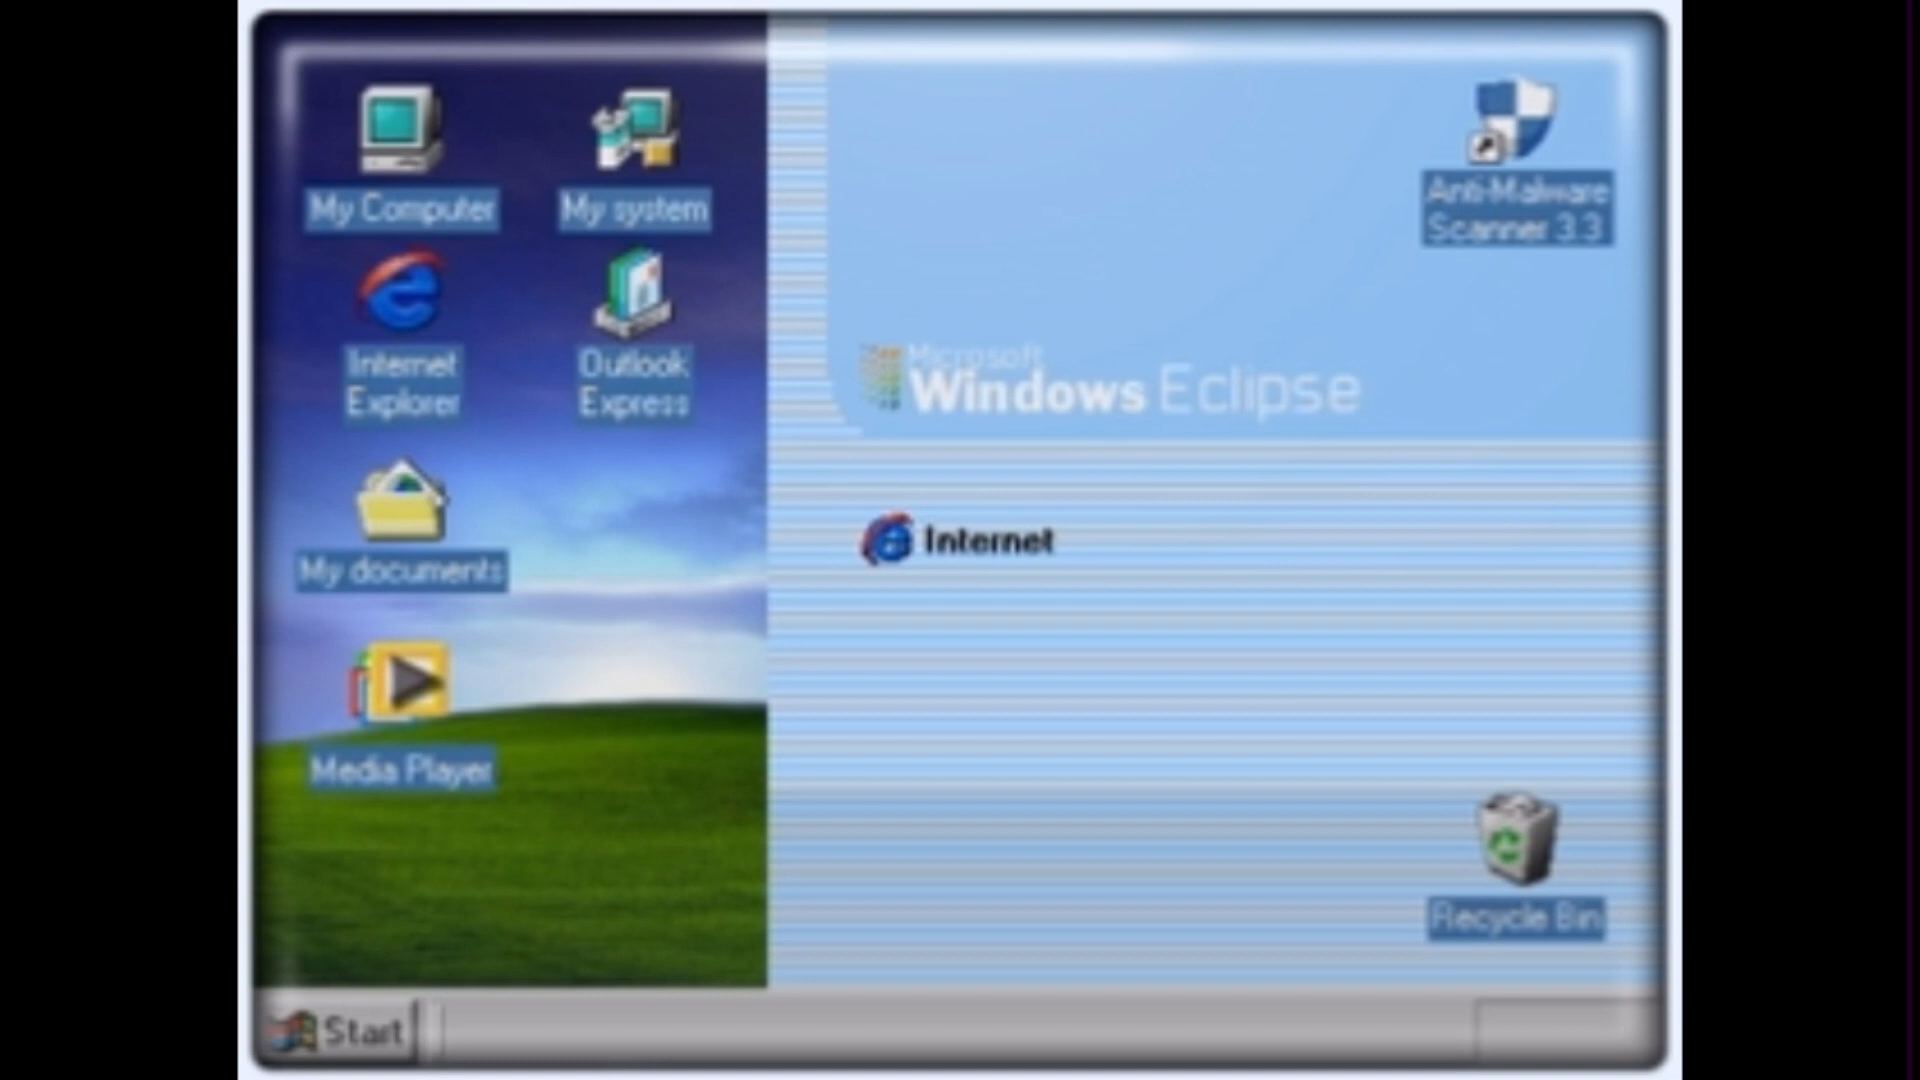 My Computer
My system
Anti-Malware
Scanner 3.3
Internet
Explorer
Outlook
Express
Microsoft
Windows Eclipse
Internet
My documents
Media Player
Recycle Bin
Start